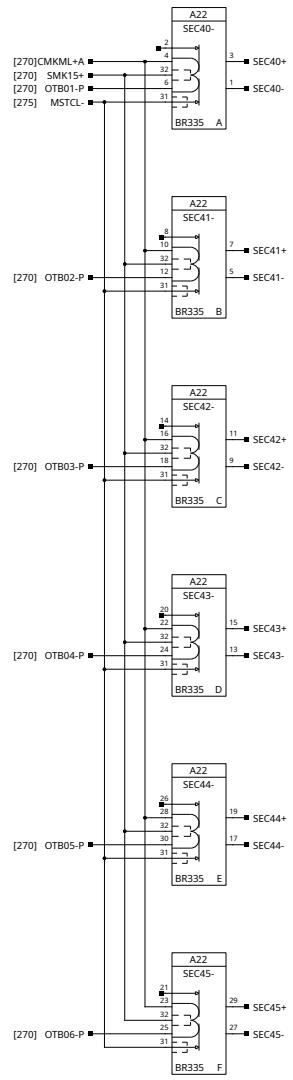 A22
SEC40-
2
[270]CMKML+A 4 3 SEC40+
[270] SMK15+ 32
[270] OTB01-P 6 1 SEC40-
[275] MSTCL- 31
BR335 A
A22
SEC41-
8
10 7 SEC41+
32
[270] OTB02-P 12 5 SEC41-
31
BR335 B
A22
SEC42-
14
16 11 SEC42+
32
[270] OTB03-P 18 9 SEC42-
31
BR335 C
A22
SEC43-
20
22 15 SEC43+
32
[270] OTB04-P 24 13 SEC43-
31
BR335 D
A22
SEC44-
26
28 19 SEC44+
32
[270] OTB05-P 30 17 SEC44-
31
BR335 E
A22
SEC45-
21
23 29 SEC45+
32
[270] OTB06-P 25 27 SEC45-
31
BR335 F